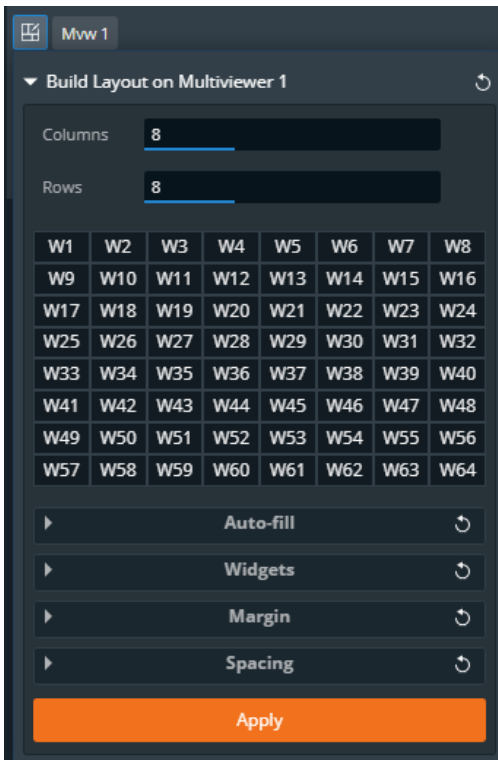 Mvw 1
Build Layout on Multiviewer 1
Columns 8
Rows 8
W1 W2 W3 W4 W5 W6 W7 W8
W9 W10 W11 W12 W13 W14 W15 W16
W17 W18 W19 W20 W21 W22 W23 W24
W25 W26 W27 W28 W29 W30 W31 W32
W33 W34 W35 W36 W37 W38 W39 W40
W41 W42 W43 W44 W45 W46 W47 W48
W49 W50 W51 W52 W53 W54 W55 W56
W57 W58 W59 W60 W61 W62 W63 W64
Auto-fill
Widgets
Margin
Spacing
Apply